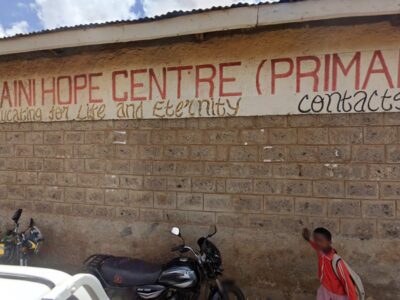 AINI HOPE CENTRE (PRIMA
ucating for Life and Eternity contacts